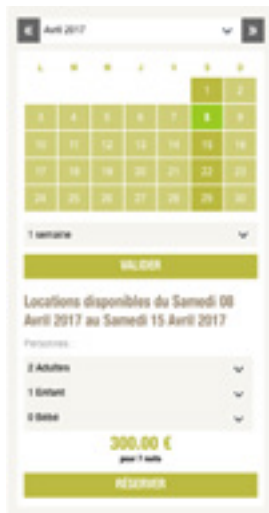 « Avril 2017 »
L M M J V S D
1 2
3 4 5 6 7 8 9
10 11 12 13 14 15 16
17 18 19 20 21 22 23
24 25 26 27 28 29 30
1 semaine
VALIDER
Locations disponibles du Samedi 08
Avril 2017 au Samedi 15 Avril 2017
Personnes :
2 Adultes
1 Enfant
0 Bébé
300.00 €
pour 7 nuits
RÉSERVER